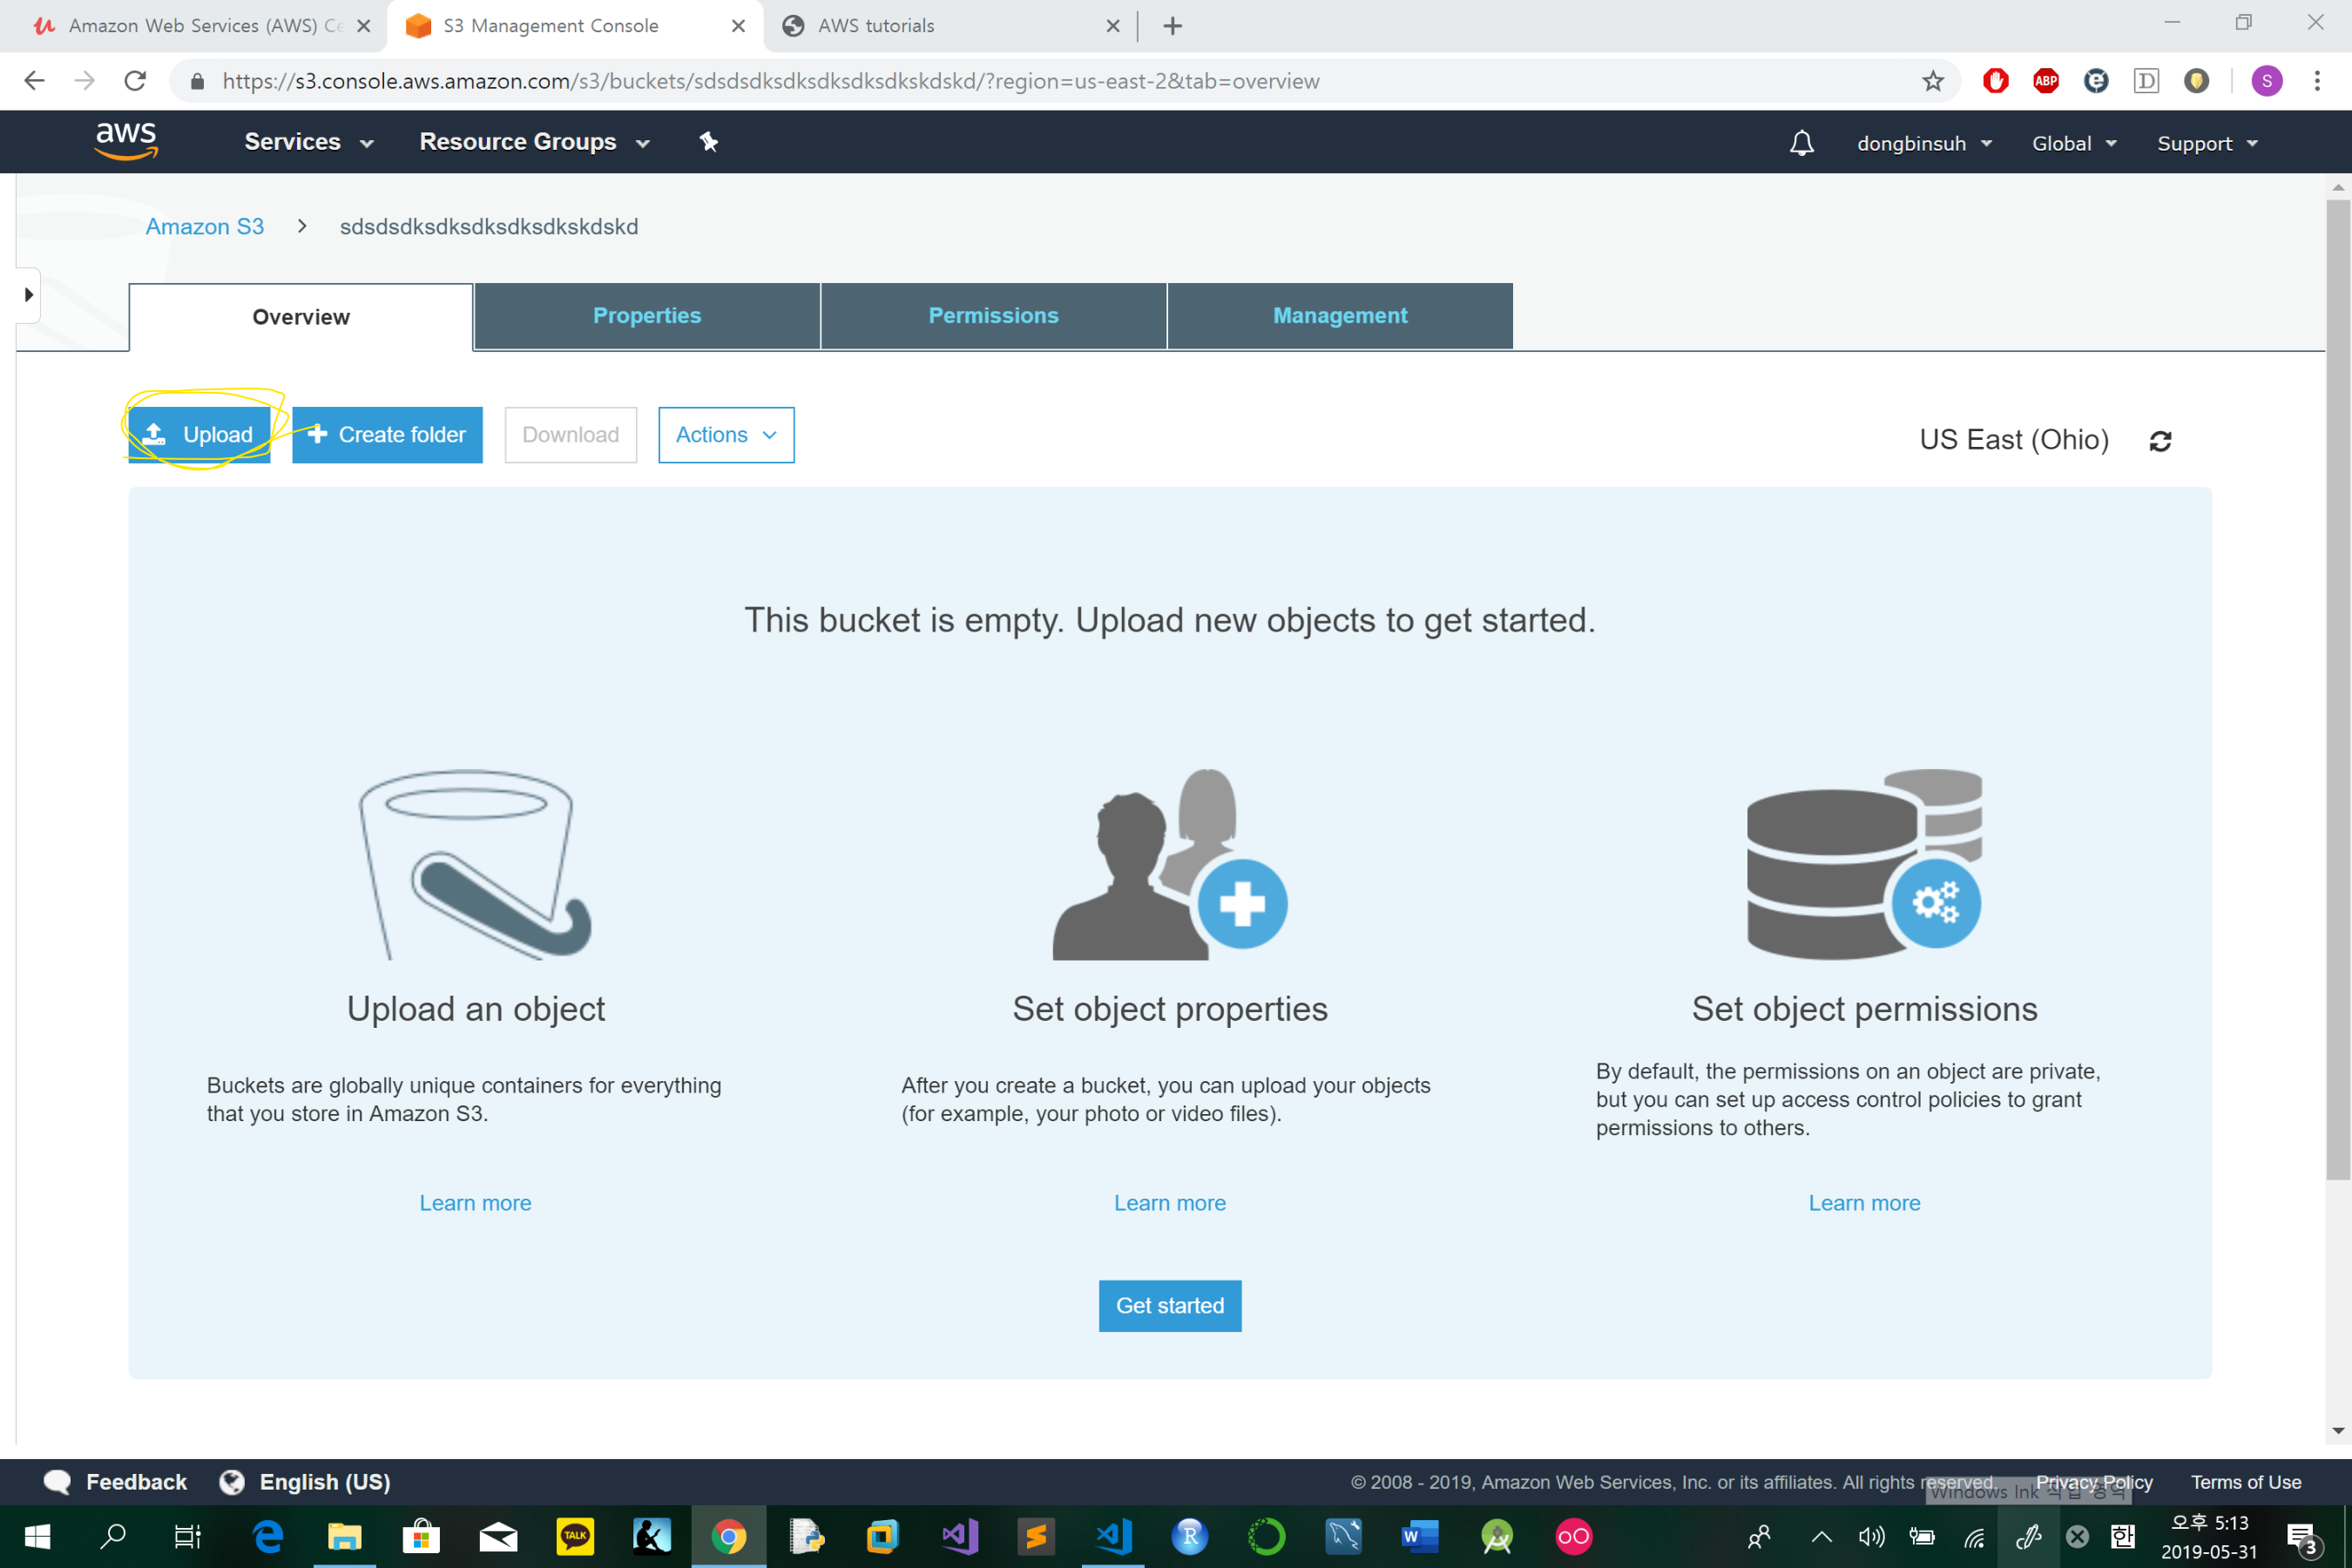 Amazon Web Services (AWS) Ce
S3 Management Console
AWS tutorials
https://s3.console.aws.amazon.com/s3/buckets/sdsdsdksdksdksdksdkskdskd/?region=us-east-2&tab=overview
ABP
D
S
aws
Services
Resource Groups
dongbinsuh
Global
Support
Amazon S3 > sdsdsdksdksdksdksdkskdskd
Overview
Properties
Permissions
Management
Upload
+ Create folder
Download
Actions
US East (Ohio)
This bucket is empty. Upload new objects to get started.
Upload an object
Buckets are globally unique containers for everything
that you store in Amazon S3.
Learn more
Set object properties
After you create a bucket, you can upload your objects
(for example, your photo or video files).
Learn more
Set object permissions
By default, the permissions on an object are private,
but you can set up access control policies to grant
permissions to others.
Learn more
Get started
Feedback
English (US)
© 2008 - 2019, Amazon Web Services, Inc. or its affiliates. All rights reserved.
Privacy Policy
Terms of Use
Windows Ink 작업 영역
TALK
R
W
한
오후 5:13
2019-05-31
3